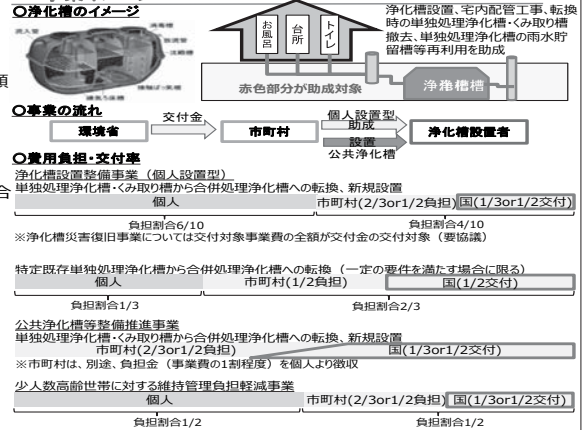 〇浄化槽のイメージ
浄化槽設置、宅内配管工事、転換
時の単独処理浄化槽・くみ取り槽
撤去、単独処理浄化槽の雨水貯
留槽等再利用を助成
お風呂
台所
トイレ
流入管
消毒槽
放流管
沈殿槽
浄化槽
赤色部分が助成対象
項
〇事業の流れ
環境省
交付金
市町村
個人設置型
助成
設置
公共浄化槽
浄化槽設置者
〇費用負担・交付率
浄化槽設置整備事業（個人設置型）
合
単独処理浄化槽・くみ取り槽から合併処理浄化槽への転換、新規設置
個人
市町村(2/3or1/2負担)
国(1/3or1/2交付)
負担割合6/10
負担割合4/10
※浄化槽災害復旧事業については交付対象事業費の全額が交付金の交付対象（要協議）
特定既存単独処理浄化槽から合併処理浄化槽への転換（一定の要件を満たす場合に限る）
個人
市町村(1/2負担)
国(1/2交付)
負担割合1/3
負担割合2/3
公共浄化槽等整備推進事業
単独処理浄化槽・くみ取り槽から合併処理浄化槽への転換、新規設置
市町村(2/3or1/2負担)
国(1/3or1/2交付)
※市町村は、別途、負担金（事業費の1割程度）を個人より徴収
少人数高齢世帯に対する維持管理負担軽減事業
個人
市町村(2/3or1/2負担)
国(1/3or1/2交付)
負担割合1/2
負担割合1/2